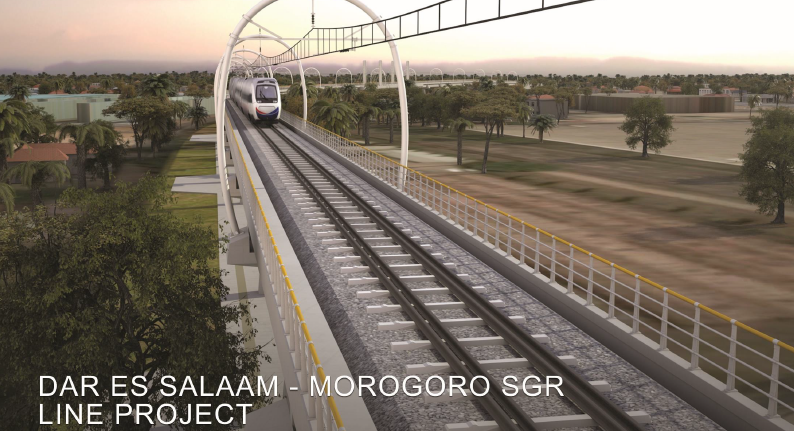 DAR ES SALAAM - MOROGORO SGR
LINE PROJECT